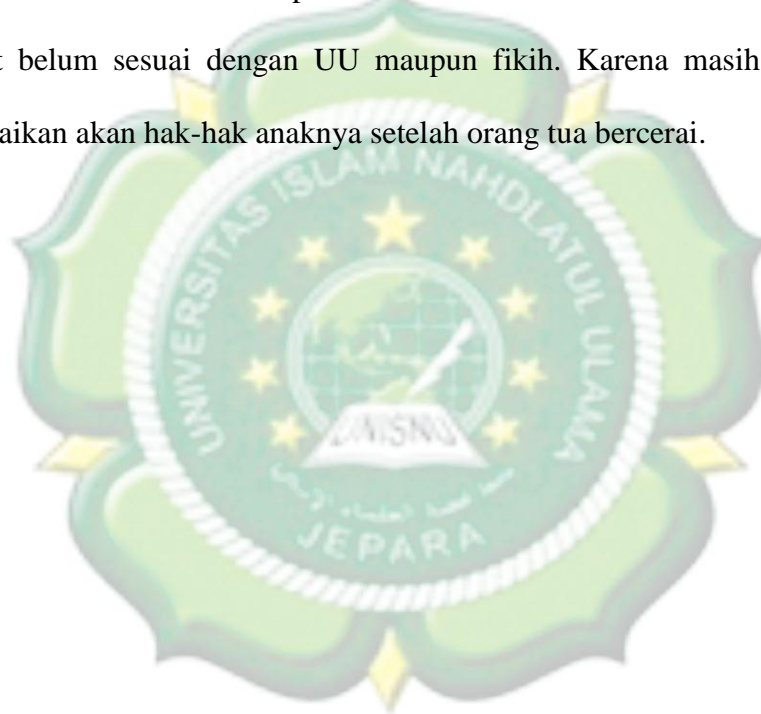 belum sesuai dengan UU maupun fikih. Karena masih
aikan akan hak-hak anaknya setelah orang tua bercerai.
UNIVERSITAS ISLAM NAHDLATUL ULAMA
UNISNU
JEPARA